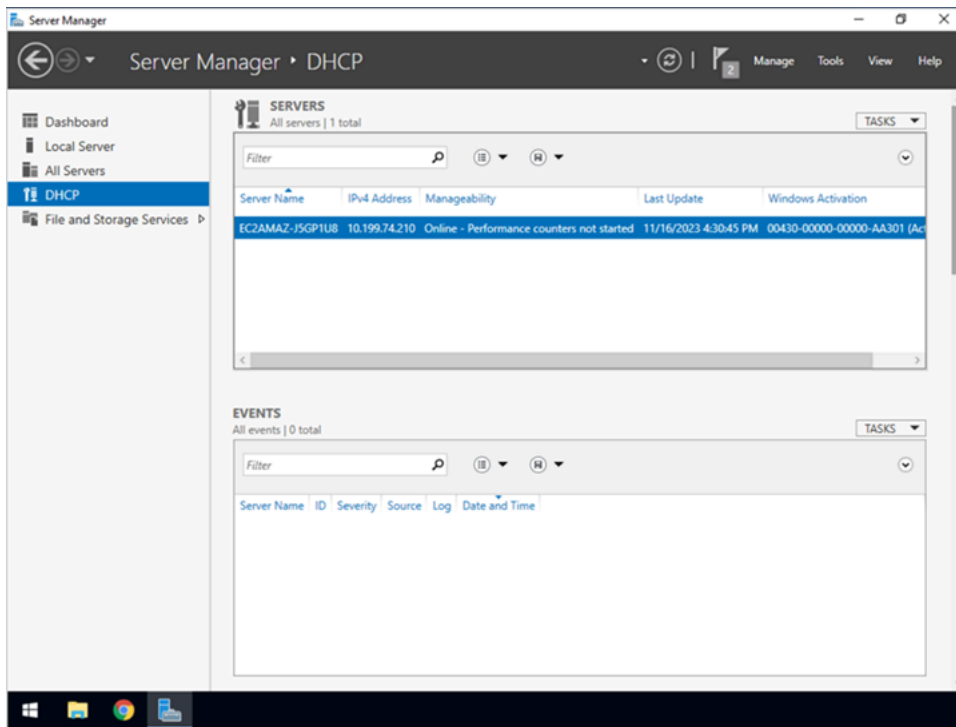 Server Manager
Server Manager • DHCP
2
Manage Tools View Help
Dashboard
Local Server
All Servers
DHCP
File and Storage Services
SERVERS
All servers | 1 total
TASKS
Filter
Server Name IPv4 Address Manageability Last Update Windows Activation
EC2AMAZ-J5GP1U8 10.199.74.210 Online - Performance counters not started 11/16/2023 4:30:45 PM 00430-00000-00000-AA301 (Act
EVENTS
All events | 0 total
TASKS
Filter
Server Name ID Severity Source Log Date and Time